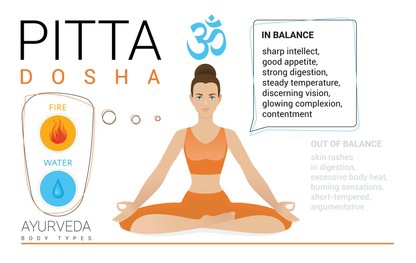 PITTA
DOSHA
ॐ
IN BALANCE
sharp intellect,
good appetite,
strong digestion,
steady temperature,
discerning vision,
glowing complexion,
contentment
FIRE
WATER
OUT OF BALANCE
skin rashes
in digestion,
excessive body heat,
burning sensations,
short-tempered,
argumentative
AYURVEDA
BODY TYPES